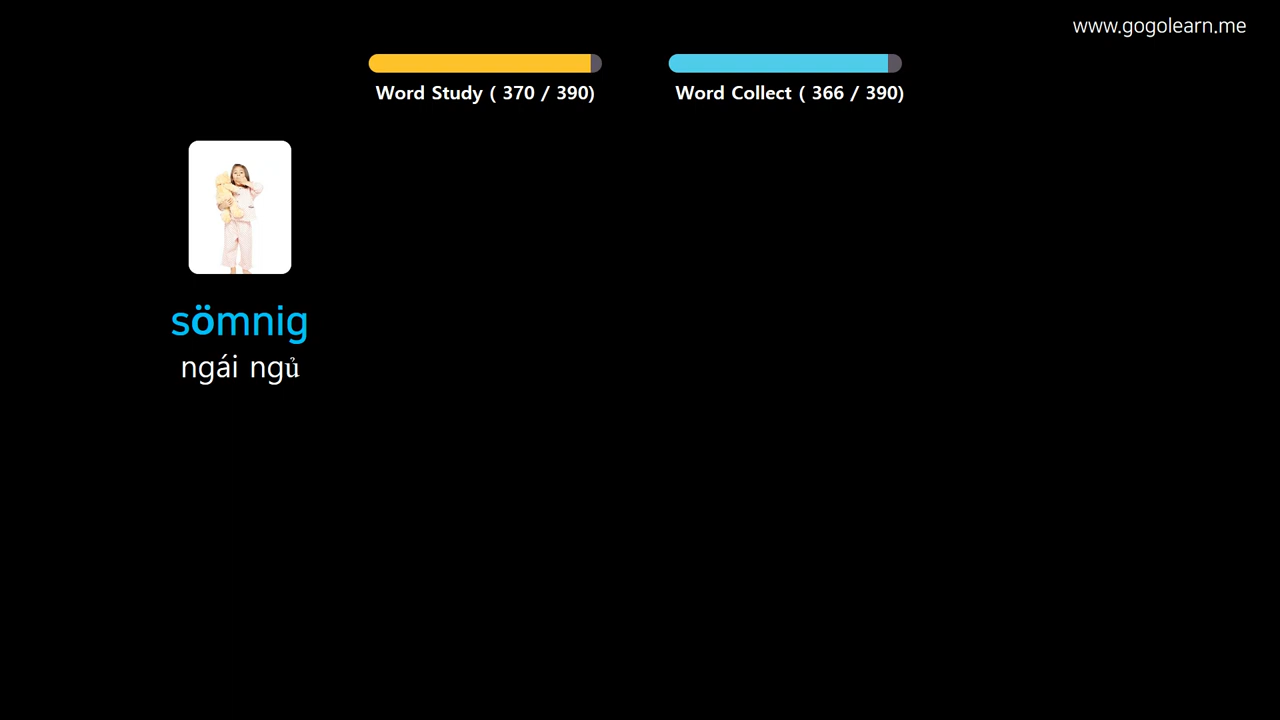 www.gogolearn.me
Word Study ( 370 / 390)
Word Collect ( 366 / 390)
sömnig
ngái ngủ